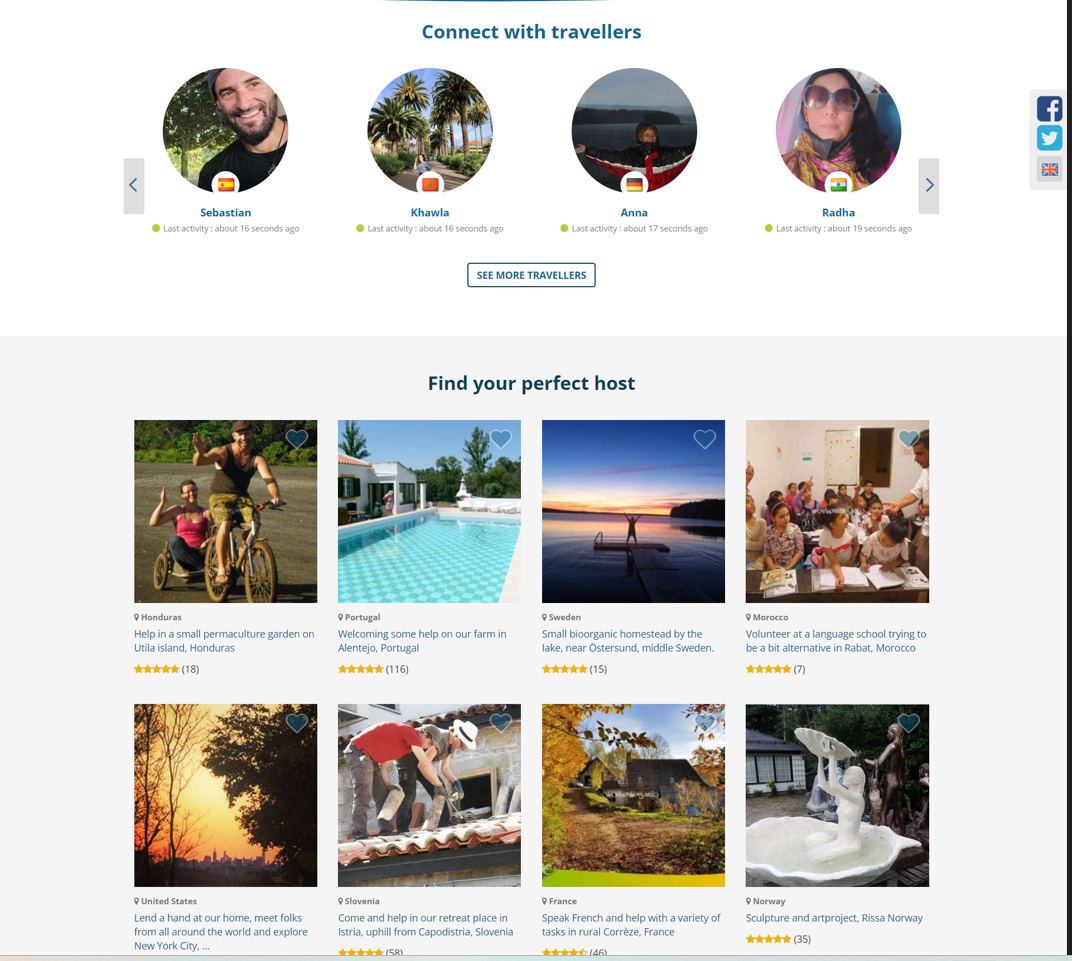 Connect with travellers
Sebastian
Last activity : about 16 seconds ago
Khawla
Last activity : about 16 seconds ago
Anna
Last activity : about 17 seconds ago
Radha
Last activity : about 19 seconds ago
SEE MORE TRAVELLERS
Find your perfect host
Honduras
Help in a small permaculture garden on
Utila island, Honduras
(18)
Portugal
Welcoming some help on our farm in
Alentejo, Portugal
(116)
Sweden
Small bioorganic homestead by the
lake, near Östersund, middle Sweden.
(15)
Morocco
Volunteer at a language school trying to
be a bit alternative in Rabat, Morocco
(7)
United States
Lend a hand at our home, meet folks
from all around the world and explore
New York City, ...
Slovenia
Come and help in our retreat place in
Istria, uphill from Capodistria, Slovenia
(58)
France
Speak French and help with a variety of
tasks in rural Corrèze, France
(46)
Norway
Sculpture and artproject, Rissa Norway
(35)